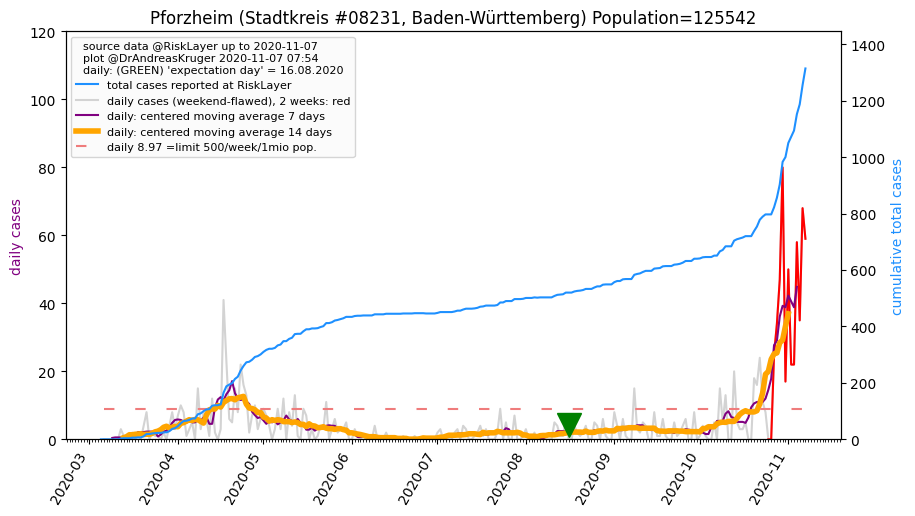 Pforzheim (Stadtkreis #08231, Baden-Württemberg) Population=125542
source data @RiskLayer up to 2020-11-07
plot @DrAndreasKruger 2020-11-07 07:54
daily: (GREEN) 'expectation day' = 16.08.2020
total cases reported at RiskLayer
daily cases (weekend-flawed), 2 weeks: red
daily: centered moving average 7 days
daily: centered moving average 14 days
daily 8.97 =limit 500/week/1mio pop.
daily cases
120
100
80
60
40
20
0
cumulative total cases
1400
1200
1000
800
600
400
200
0
2020-03
2020-04
2020-05
2020-06
2020-07
2020-08
2020-09
2020-10
2020-11